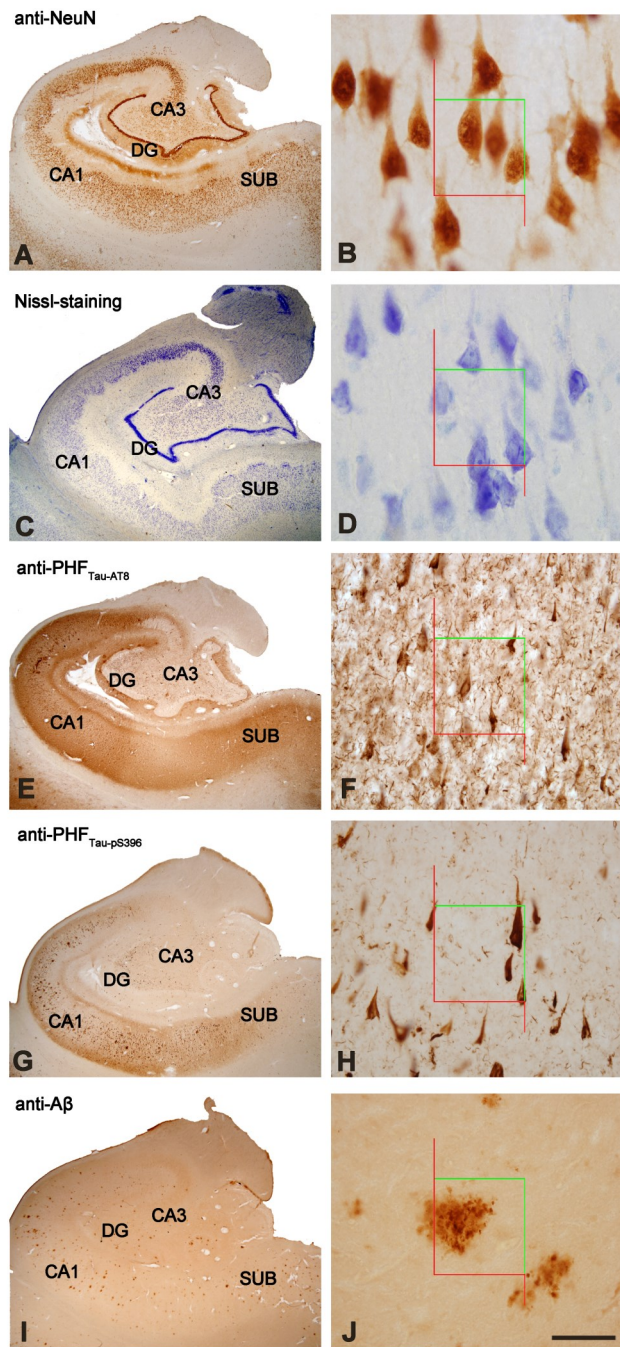 anti-NeuN
CA3
DG
CA1
SUB
A
B
Nissl-staining
CA3
DG
CA1
SUB
C
D
anti-PHFTau-AT8
DG
CA3
CA1
SUB
E
F
anti-PHFTau-pS396
CA3
DG
CA1
SUB
G
H
anti-Aβ
CA3
DG
CA1
SUB
I
J